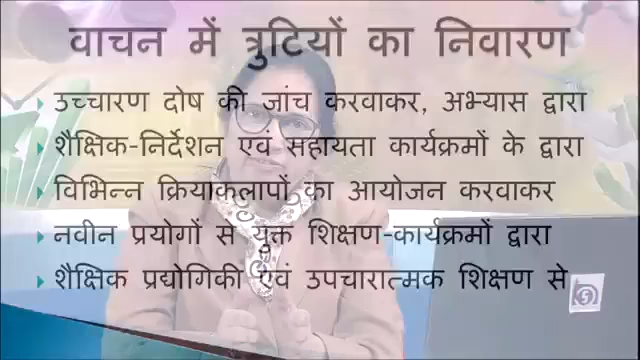 वाचन में त्रुटियों का निवारण
उच्चारण दोष की जांच करवाकर, अभ्यास द्वारा
शैक्षिक-निर्देशन एवं सहायता कार्यक्रमों के द्वारा
विभिन्न क्रियाकलापों का आयोजन करवाकर
नवीन प्रयोगों से युक्त शिक्षण-कार्यक्रमों द्वारा
शैक्षिक प्रद्योगिकी एवं उपचारात्मक शिक्षण से